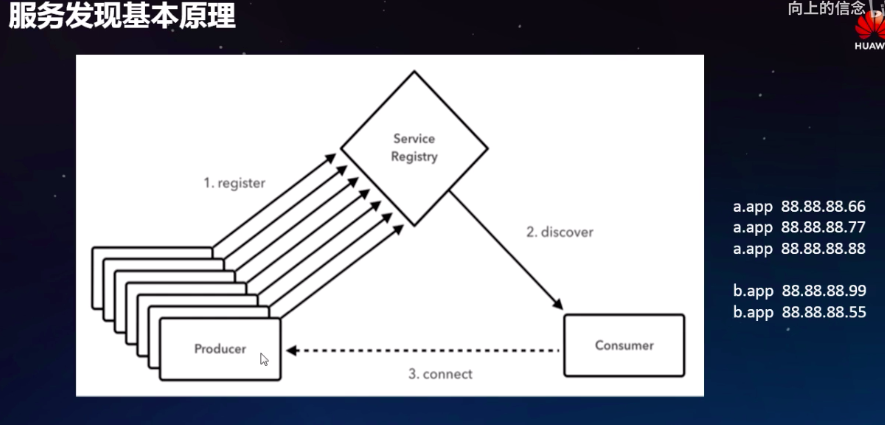 服务发现基本原理
向上的信念
HUAW
Service
Registry
1. register
2. discover
a.app 88.88.88.66
a.app 88.88.88.77
a.app 88.88.88.88
b.app 88.88.88.99
b.app 88.88.88.55
Producer
Consumer
3. connect